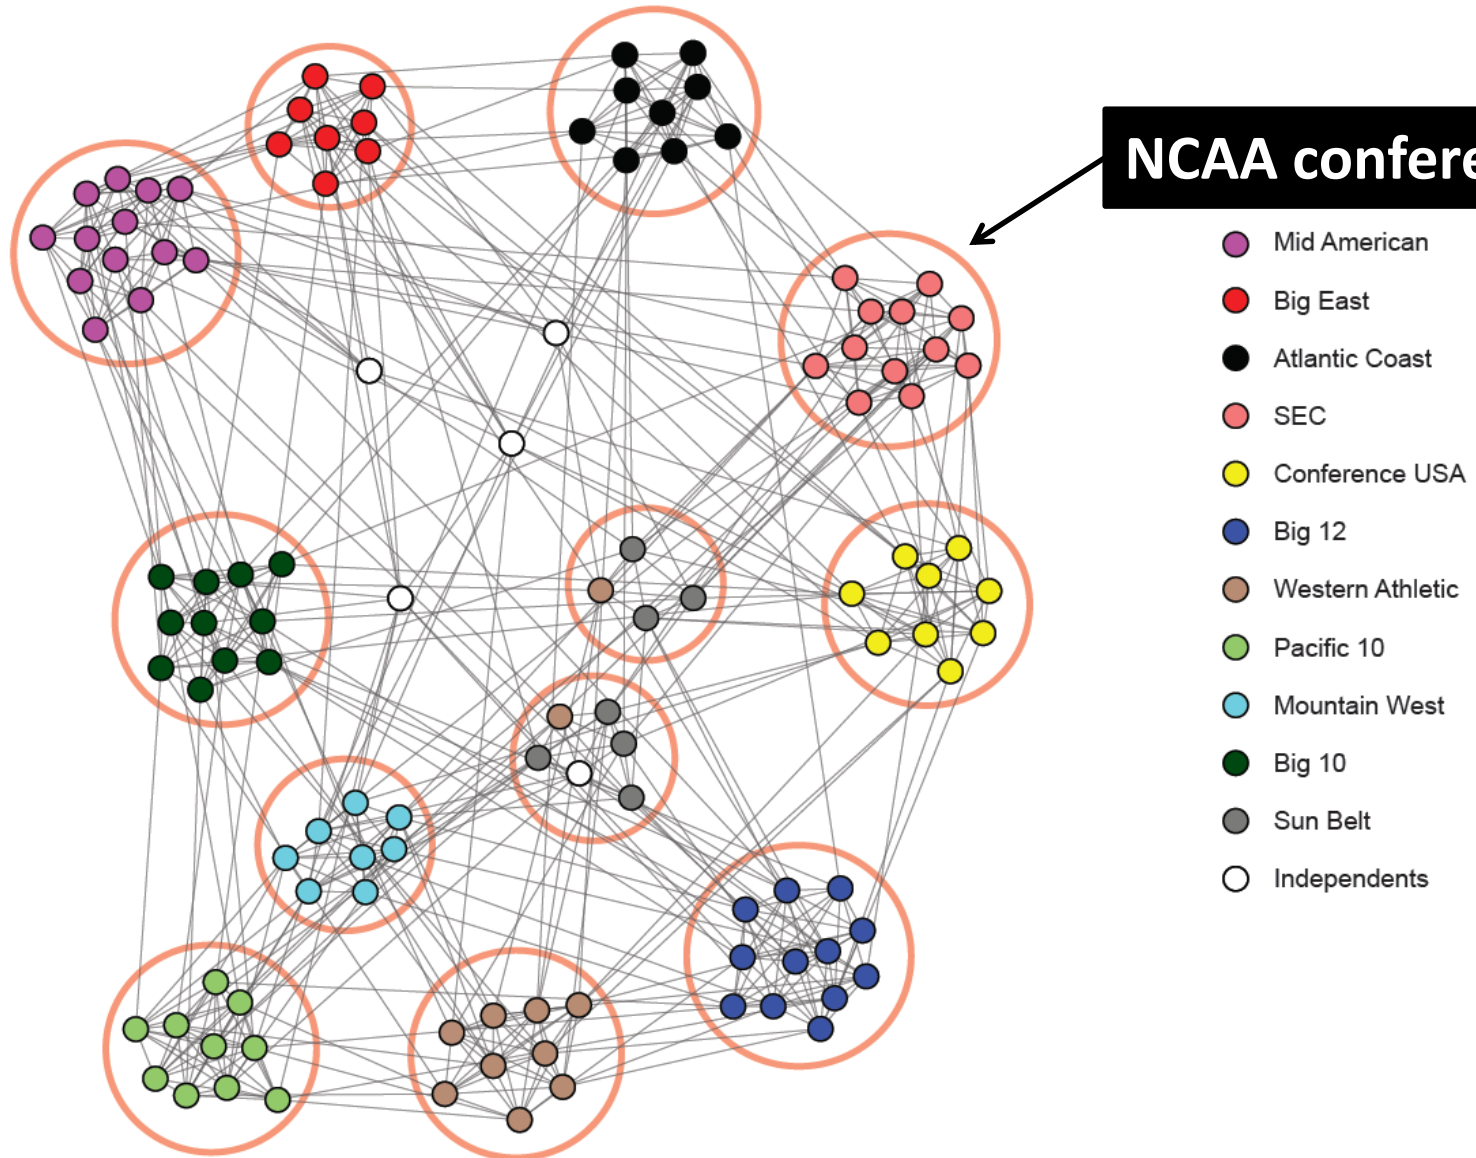 NCAA confere
Mid American
Big East
Atlantic Coast
SEC
Conference USA
Big 12
Western Athletic
Pacific 10
Mountain West
Big 10
Sun Belt
Independents